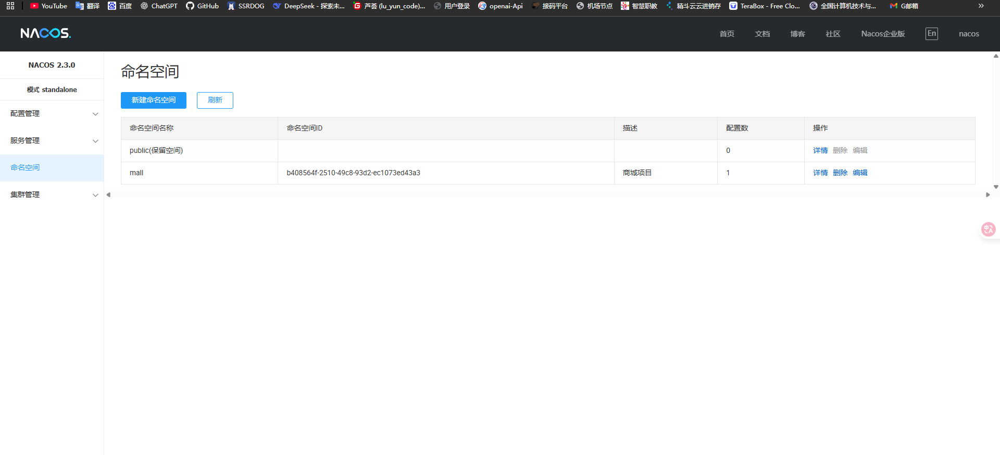 YouTube 翻译 百度 ChatGPT GitHub SSRDOG DeepSeek - 探索未... 芦荟 (lu_yun_code)... 用户登录 openai-Api 接码平台 机场节点 智慧职教 精斗云云进销存 TeraBox - Free Clo... 全国计算机技术与... G邮箱 »
NACOS. 首页 文档 博客 社区 Nacos企业版 En nacos
NACOS 2.3.0
模式 standalone
配置管理
服务管理
命名空间
集群管理
命名空间
新建命名空间 刷新
命名空间名称 命名空间ID 描述 配置数 操作
public(保留空间) 0 详情 删除 编辑
mall b408564f-2510-49c8-93d2-ec1073ed43a3 商城项目 1 详情 删除 编辑